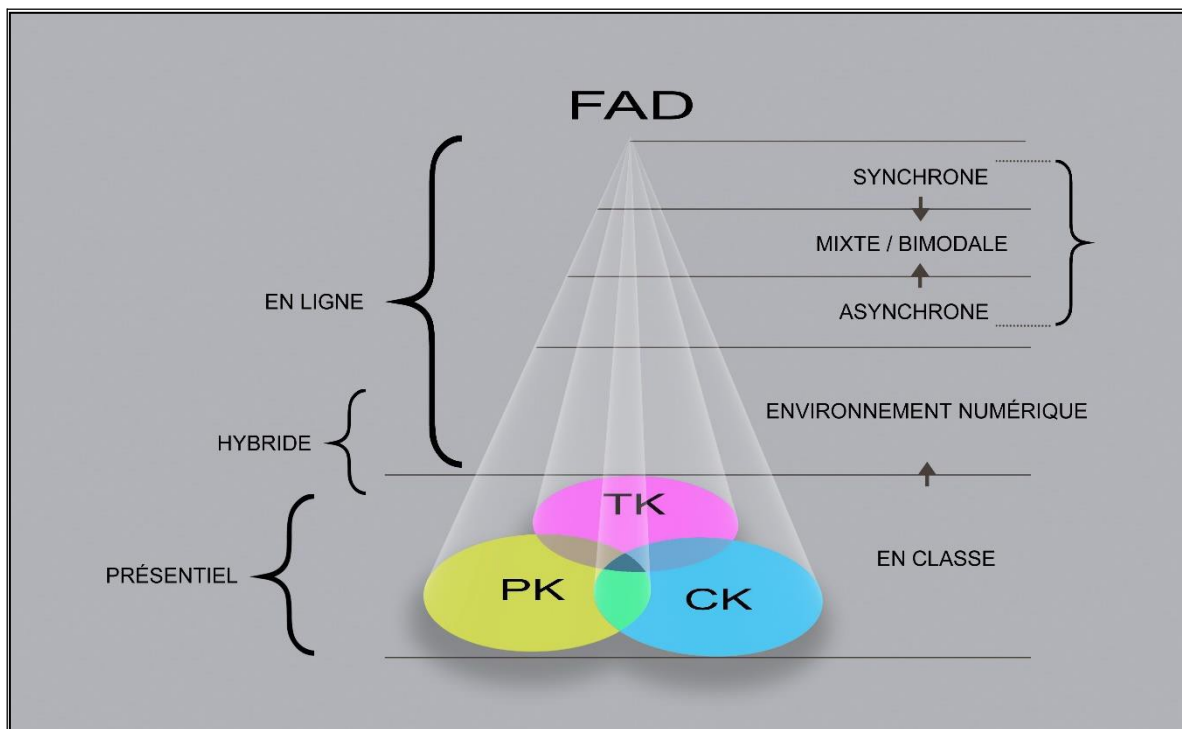 FAD
SYNCHRONE
MIXTE / BIMODALE
EN LIGNE
ASYNCHRONE
ENVIRONNEMENT NUMÉRIQUE
HYBRIDE
TK
EN CLASSE
PRÉSENTIEL
PK
CK